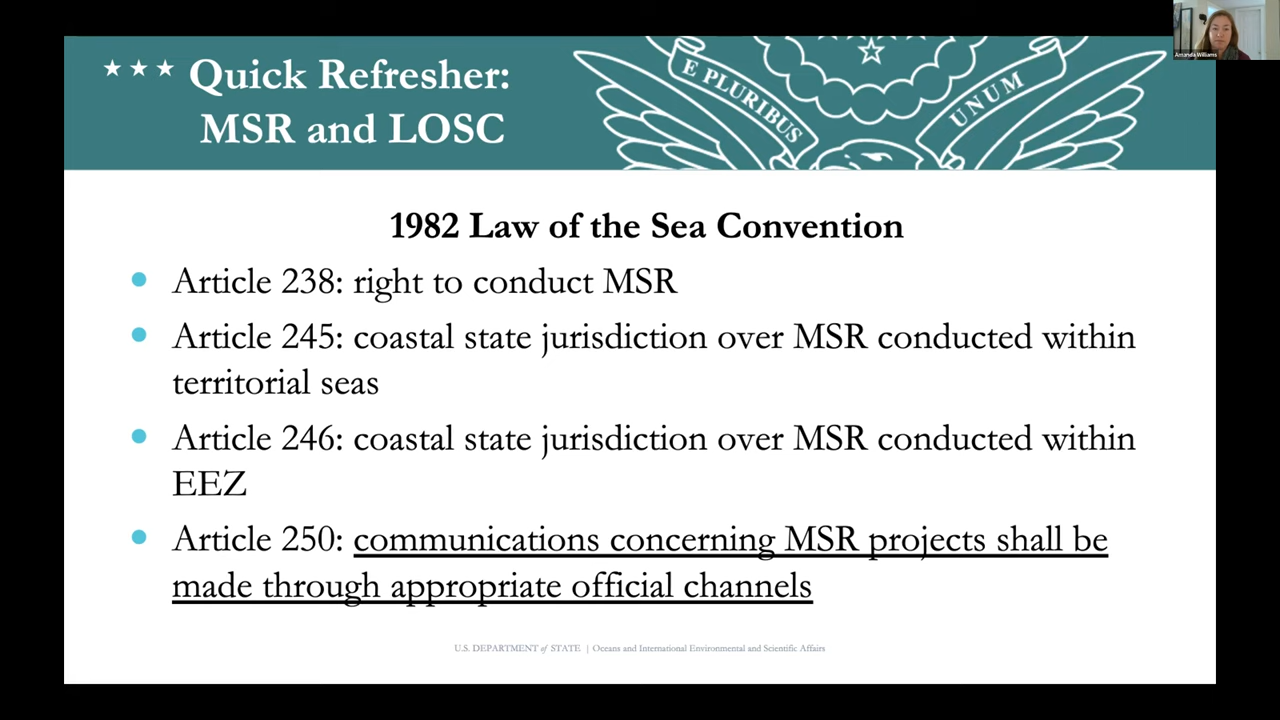 Amanda Williams
★★★ Quick Refresher:
MSR and LOSC
E PLURIBUS
UNUM
1982 Law of the Sea Convention
• Article 238: right to conduct MSR
• Article 245: coastal state jurisdiction over MSR conducted within
territorial seas
• Article 246: coastal state jurisdiction over MSR conducted within
EEZ
• Article 250: communications concerning MSR projects shall be
made through appropriate official channels
U.S. DEPARTMENT of STATE | Oceans and International Environmental and Scientific Affairs